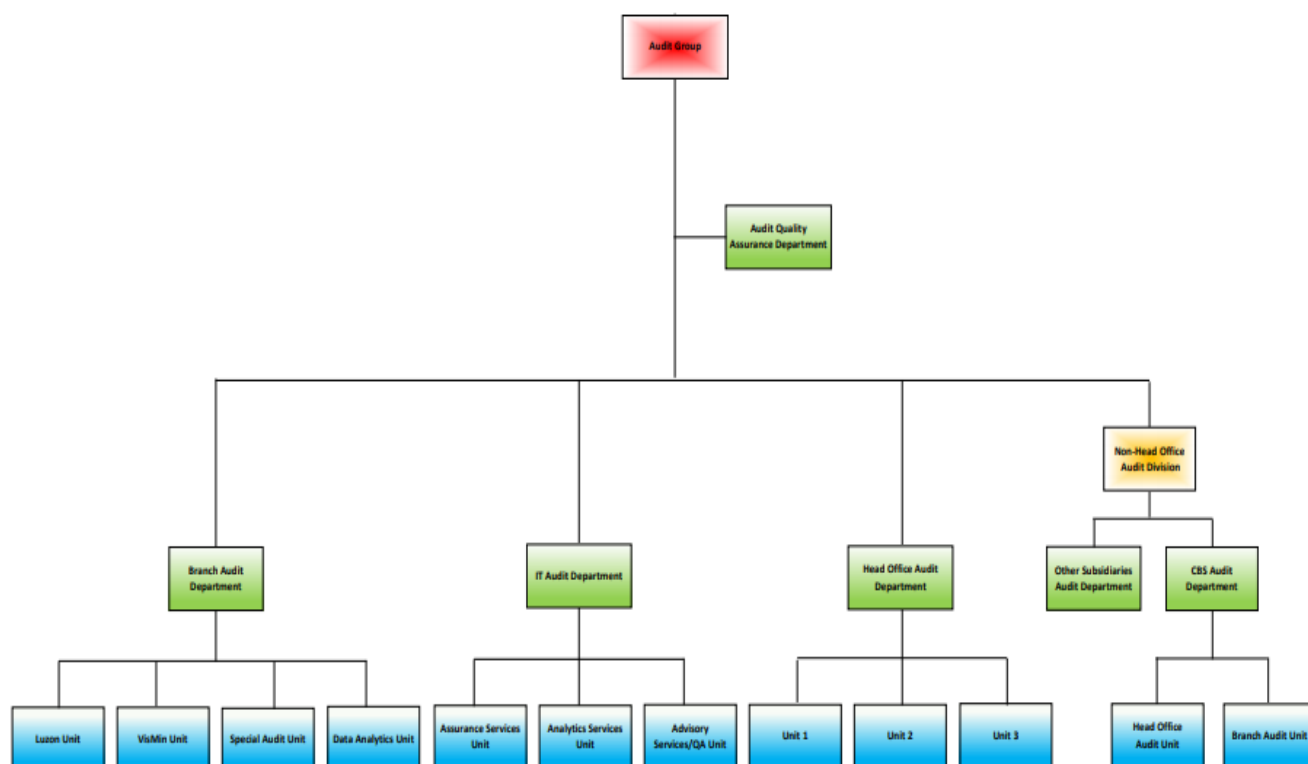 Audit Group
Audit Quality
Assurance Department
Non-Head Office
Audit Division
Branch Audit
Department
IT Audit Department
Head Office Audit
Department
Other Subsidiaries
Audit Department
CBS Audit
Department
Luzon Unit
VisMin Unit
Special Audit Unit
Data Analytics Unit
Assurance Services
Unit
Analytics Services
Unit
Advisory
Services/QA Unit
Unit 1
Unit 2
Unit 3
Head Office
Audit Unit
Branch Audit Unit